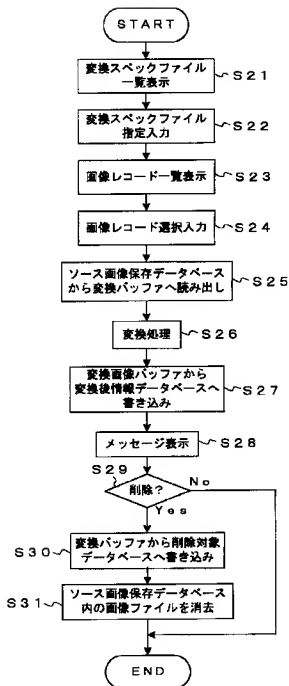 START
変換スペックファイル
一覧表示
S21
変換スペックファイル
指定入力
S22
画像レコード一覧表示
S23
画像レコード選択入力
S24
ソース画像保存データベース
から変換バッファへ読み出し
S25
変換処理
S26
変換画像バッファから
変換後情報データベースへ
書き込み
S27
メッセージ表示
S28
S29
削除?
No
Yes
S30
変換バッファから削除対象
データベースへ書き込み
S31
ソース画像保存データベース
内の画像ファイルを消去
END